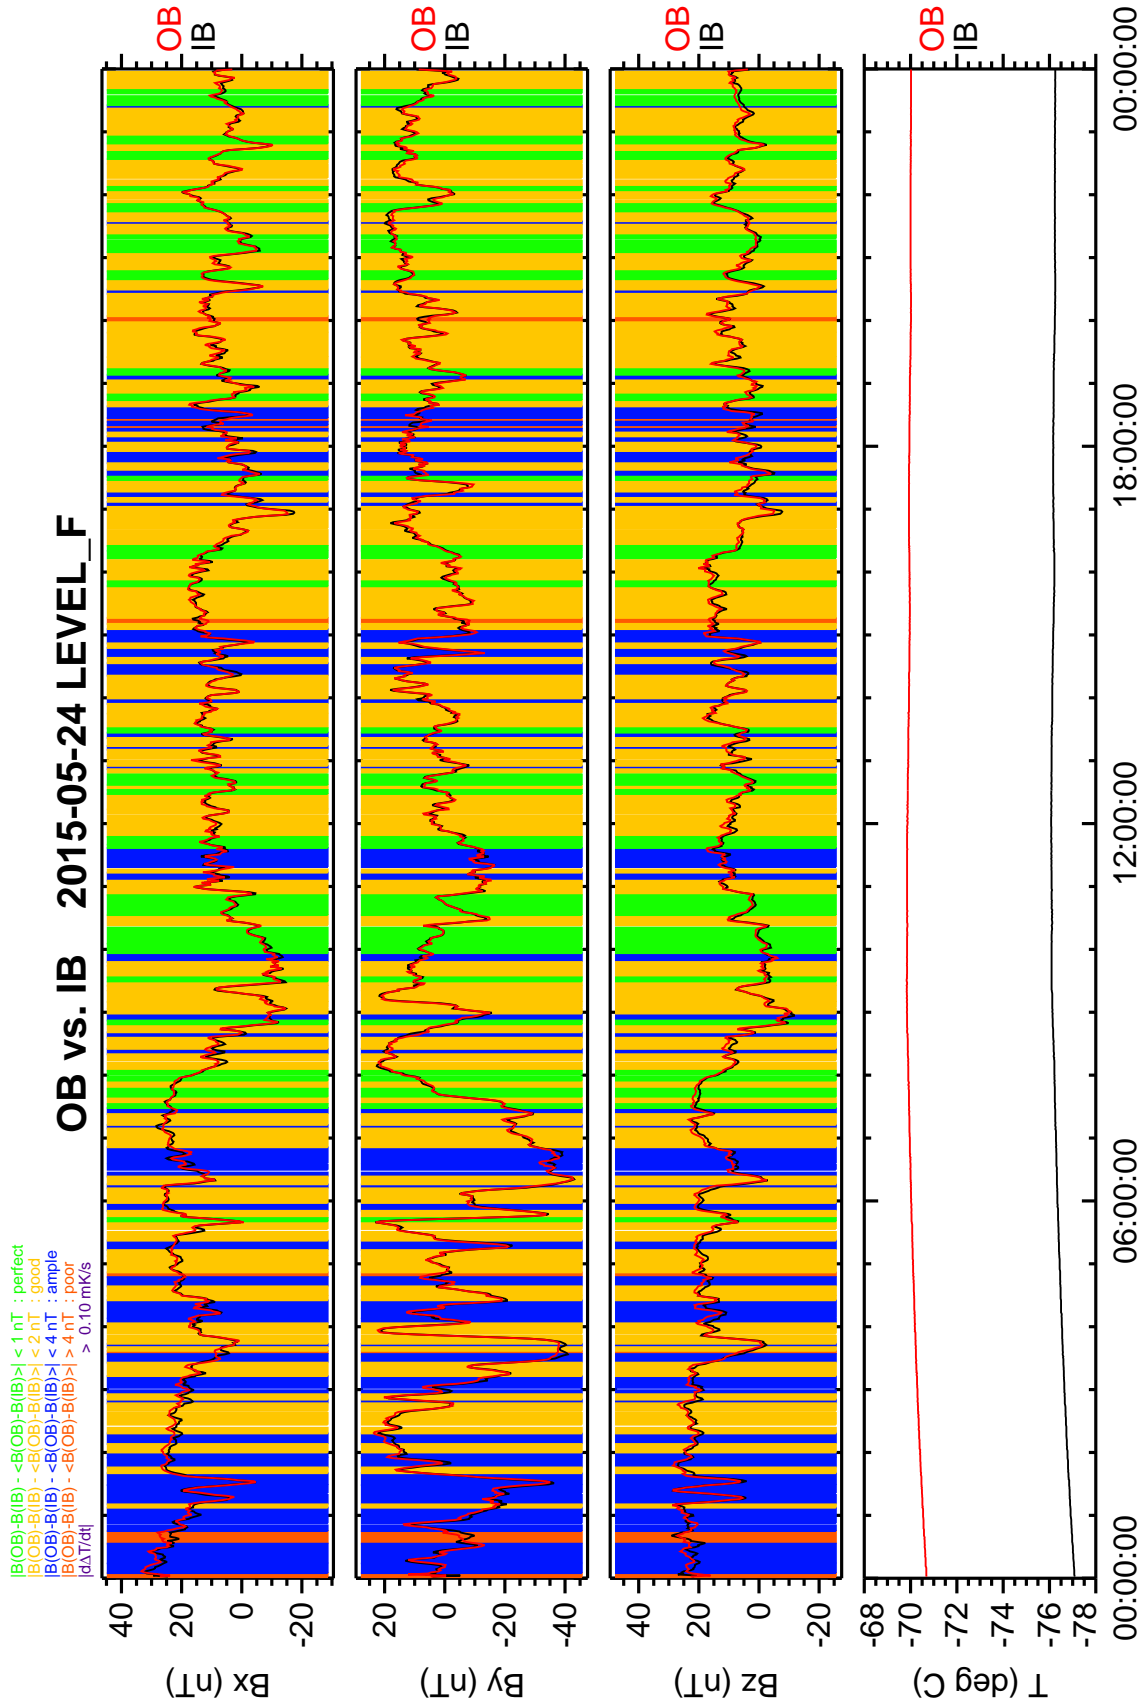 |B(OB)-B(IB) - <B(OB)-B(IB)>| < 1 nT : perfect
|B(OB)-B(IB) - <B(OB)-B(IB)>| < 2 nT : good
|B(OB)-B(IB) - <B(OB)-B(IB)>| < 4 nT : ample
|B(OB)-B(IB) - <B(OB)-B(IB)>| > 4 nT : poor
|dΔT/dt| > 0.10 mK/s
OB vs. IB 2015-05-24 LEVEL_F
Bx (nT)
40
20
0
-20
OB
IB
By (nT)
20
0
-20
-40
OB
IB
Bz (nT)
40
20
0
-20
OB
IB
T (deg C)
-68
-70
-72
-74
-76
-78
OB
IB
00:00:00
06:00:00
12:00:00
18:00:00
00:00:00